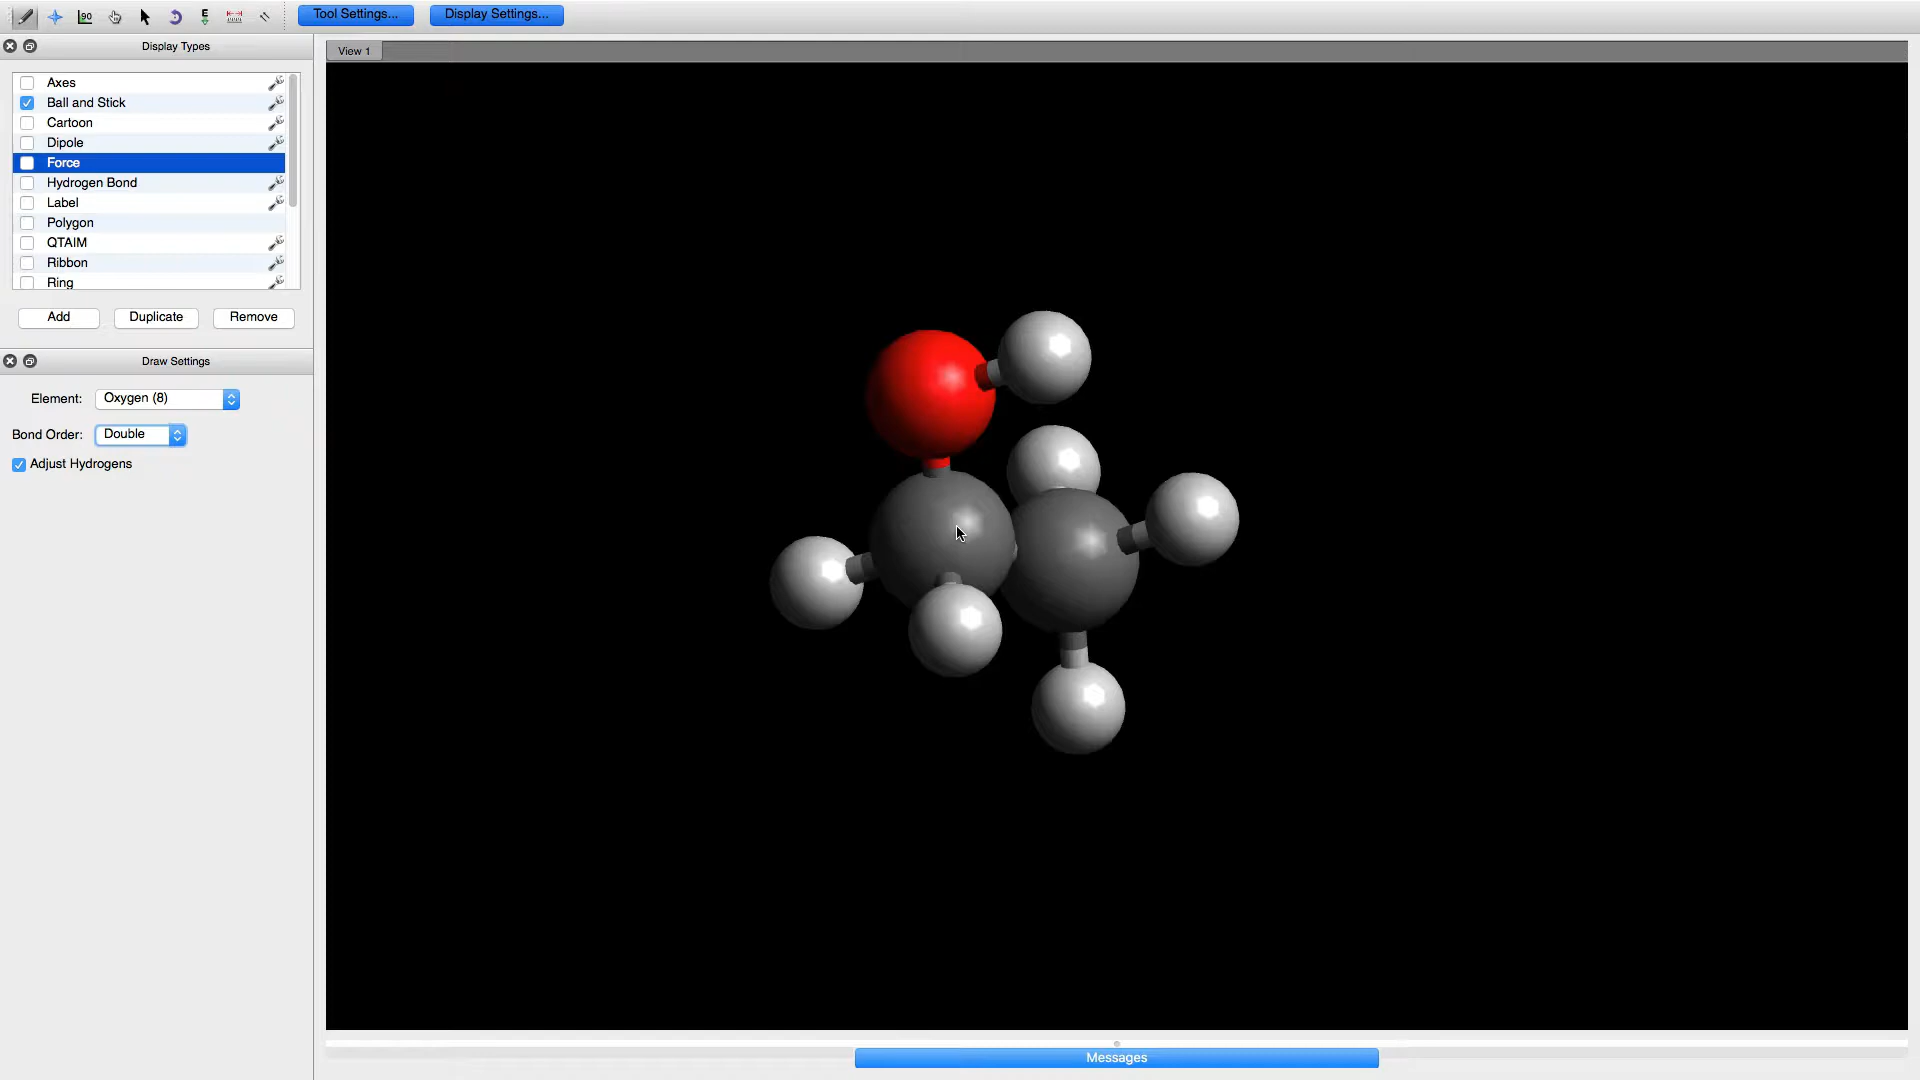 90
E
Tool Settings...
Display Settings...
Display Types
View 1
Axes
Ball and Stick
Cartoon
Dipole
Force
Hydrogen Bond
Label
Polygon
QTAIM
Ribbon
Ring
Add
Duplicate
Remove
Draw Settings
Element:
Oxygen (8)
Bond Order:
Double
Adjust Hydrogens
Messages